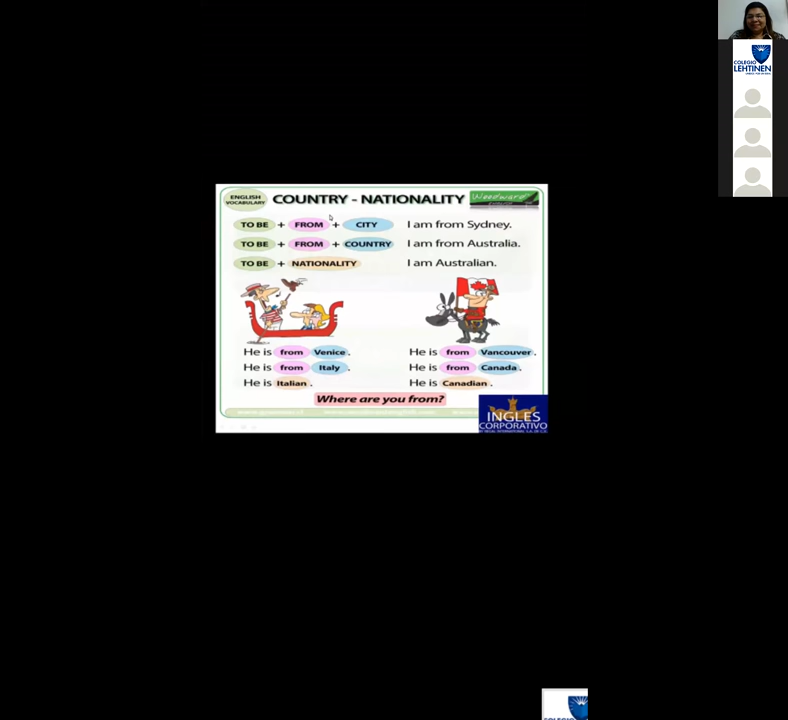 ENGLISH
VOCABULARY
COUNTRY - NATIONALITY
Woodward
TO BE + FROM + CITY I am from Sydney.
TO BE + FROM + COUNTRY I am from Australia.
TO BE + NATIONALITY I am Australian.
He is from Venice.
He is from Italy.
He is Italian.
He is from Vancouver.
He is from Canada.
He is Canadian.
Where are you from?
INGLES
CORPORATIVO
COLEGIO
LEHTINEN
COLEGIO